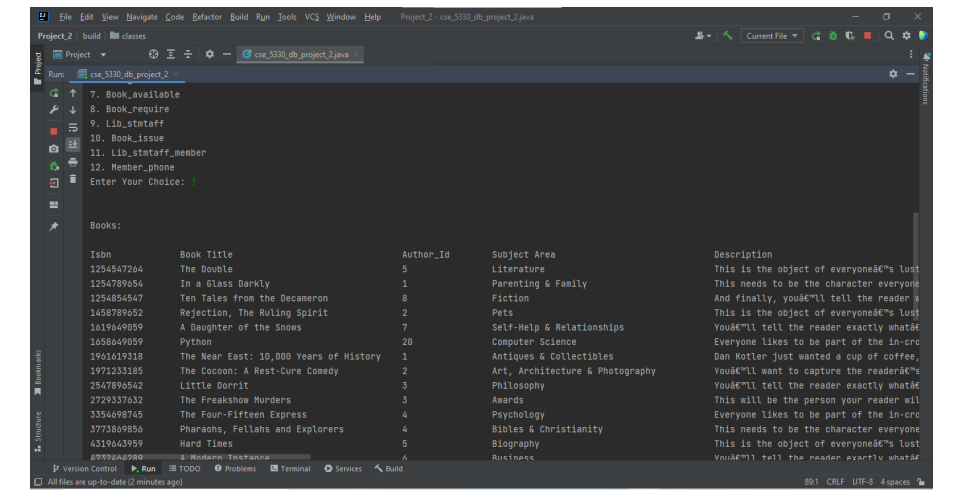 File Edit View Navigate Code Refactor Build Run Tools VCS Window Help Project_2 - cse_5330_db_project_2.java
Project_2 build classes Current File
Project cse_5330_db_project_2.java
Run: cse_5330_db_project_2
Project
Notifications
7. Book_available
8. Book_require
9. Lib_stmtaff
10. Book_issue
11. Lib_stmtaff_member
12. Member_phone
Enter Your Choice: 3
Books:
Isbn Book Title Author_Id Subject Area Description
1254547264 The Double 5 Literature This is the object of everyoneâ€™s lust
1254789654 In a Glass Darkly 1 Parenting & Family This needs to be the character everyone
1254854547 Ten Tales from the Decameron 8 Fiction And finally, youâ€™ll tell the reader w
1458789652 Rejection, The Ruling Spirit 2 Pets This is the object of everyoneâ€™s lust
1619649059 A Daughter of the Snows 7 Self-Help & Relationships Youâ€™ll tell the reader exactly whatâ€
1658649059 Python 20 Computer Science Everyone likes to be part of the in-cro
1961619318 The Near East: 10,000 Years of History 1 Antiques & Collectibles Dan Kotler just wanted a cup of coffee,
1971233185 The Cocoon: A Rest-Cure Comedy 2 Art, Architecture & Photography Youâ€™ll want to capture the readerâ€™s
2547896542 Little Dorrit 3 Philosophy Youâ€™ll tell the reader exactly whatâ€
2729337632 The Freakshow Murders 3 Awards This will be the person your reader wil
3354698745 The Four-Fifteen Express 4 Psychology Everyone likes to be part of the in-cro
3773869856 Pharaohs, Fellahs and Explorers 4 Bibles & Christianity This needs to be the character everyone
4319643959 Hard Times 5 Biography This is the object of everyoneâ€™s lust
4732464289 A Modern Instance 6 Business Youâ€™ll tell the reader exactly whatâ€
Bookmarks
Structure
Version Control Run TODO Problems Terminal Services Build
All files are up-to-date (2 minutes ago) 89:1 CRLF UTF-8 4 spaces